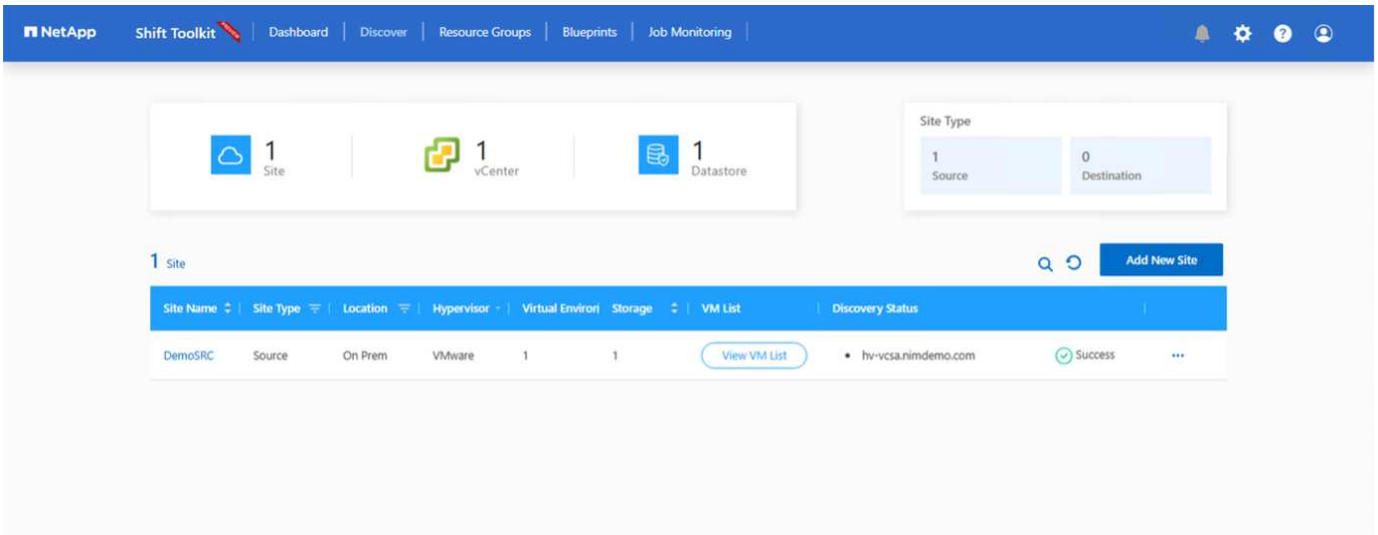 NetApp Shift Toolkit Dashboard Discover Resource Groups Blueprints Job Monitoring
1 Site
1 vCenter
1 Datastore
Site Type
1 Source
0 Destination
1 Site
Add New Site
Site Name Site Type Location Hypervisor Virtual Environ Storage VM List Discovery Status
DemoSRC Source On Prem VMware 1 1 View VM List • hv-vcsa.nimdemo.com Success